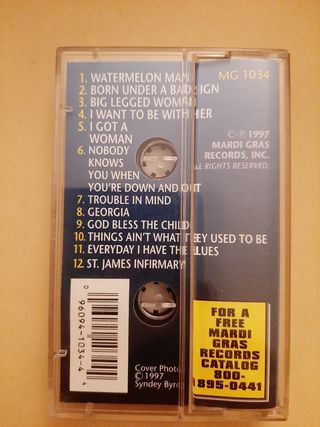 MG 1034
1. WATERMELON MAN
2. BORN UNDER A BAD SIGN
3. BIG LEGGED WOMAN
4. I WANT TO BE WITH HER
5. I GOT A
WOMAN
6. NOBODY
KNOWS
YOU WHEN
YOU'RE DOWN AND OUT
7. TROUBLE IN MIND
8. GEORGIA
9. GOD BLESS THE CHILD
10. THINGS AIN'T WHAT THEY USED TO BE
11. EVERYDAY I HAVE THE BLUES
12 ST. JAMES INFIRMARY
© ℗ 1997
MARDI GRAS
RECORDS, INC.
ALL RIGHTS RESERVED.
0 96094-1034-4
Cover Photo
© 1997
Syndey Byrd
FOR A
FREE
MARDI
GRAS
RECORDS
CATALOG
800-
895-0441